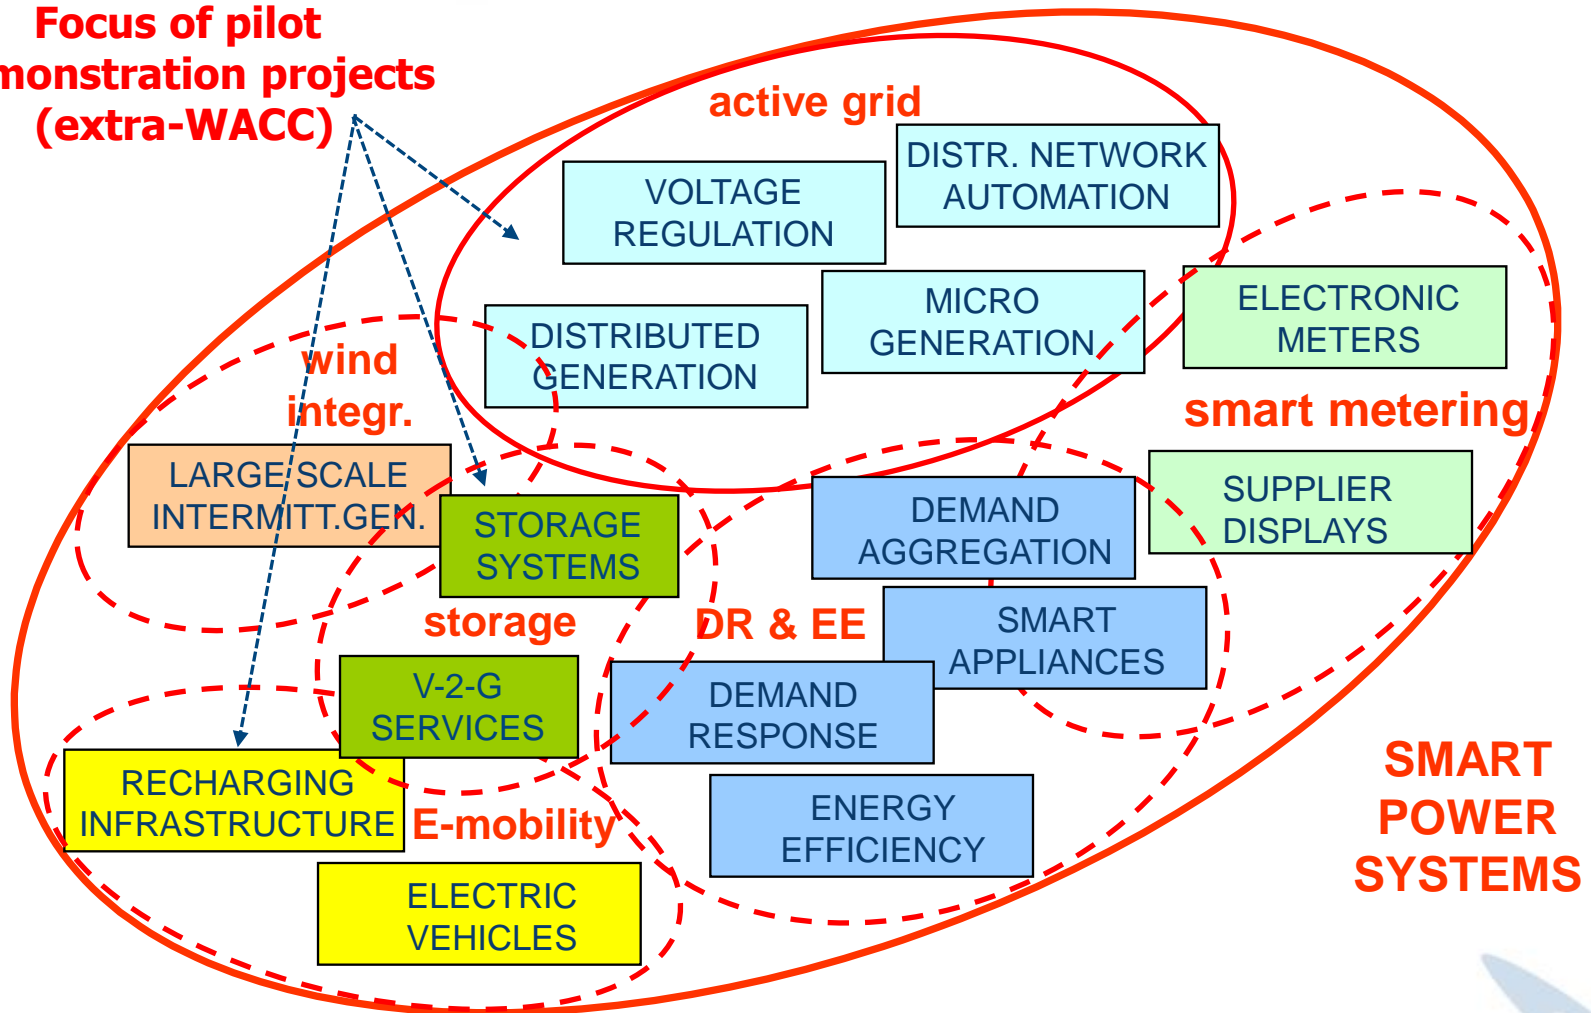 Focus of pilot
monstration projects
(extra-WACC)
active grid
DISTR. NETWORK
AUTOMATION
VOLTAGE
REGULATION
MICRO
GENERATION
ELECTRONIC
METERS
DISTRIBUTED
GENERATION
wind
integr.
smart metering
LARGE SCALE
INTERMITT.GEN.
STORAGE
SYSTEMS
DEMAND
AGGREGATION
SUPPLIER
DISPLAYS
storage
DR & EE
SMART
APPLIANCES
V-2-G
SERVICES
DEMAND
RESPONSE
RECHARGING
INFRASTRUCTURE
E-mobility
ENERGY
EFFICIENCY
ELECTRIC
VEHICLES
SMART
POWER
SYSTEMS